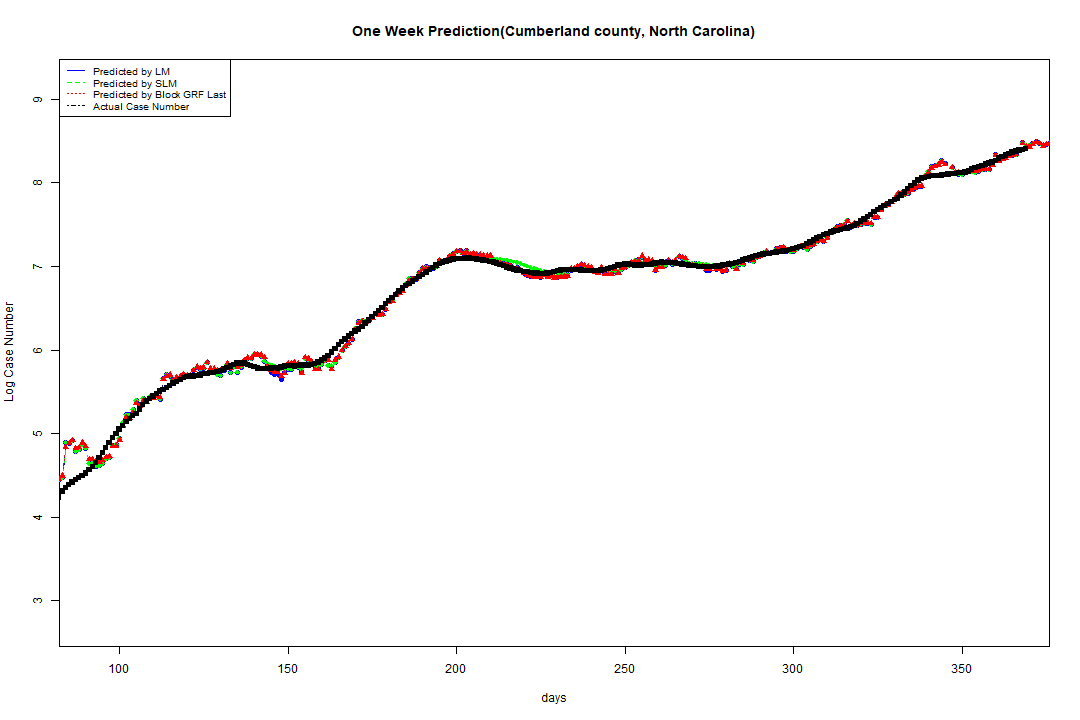 One Week Prediction(Cumberland county, North Carolina)
Predicted by LM
Predicted by SLM
Predicted by Block GRF Last
Actual Case Number
9
8
7
6
5
4
3
Log Case Number
100 150 200 250 300 350
days